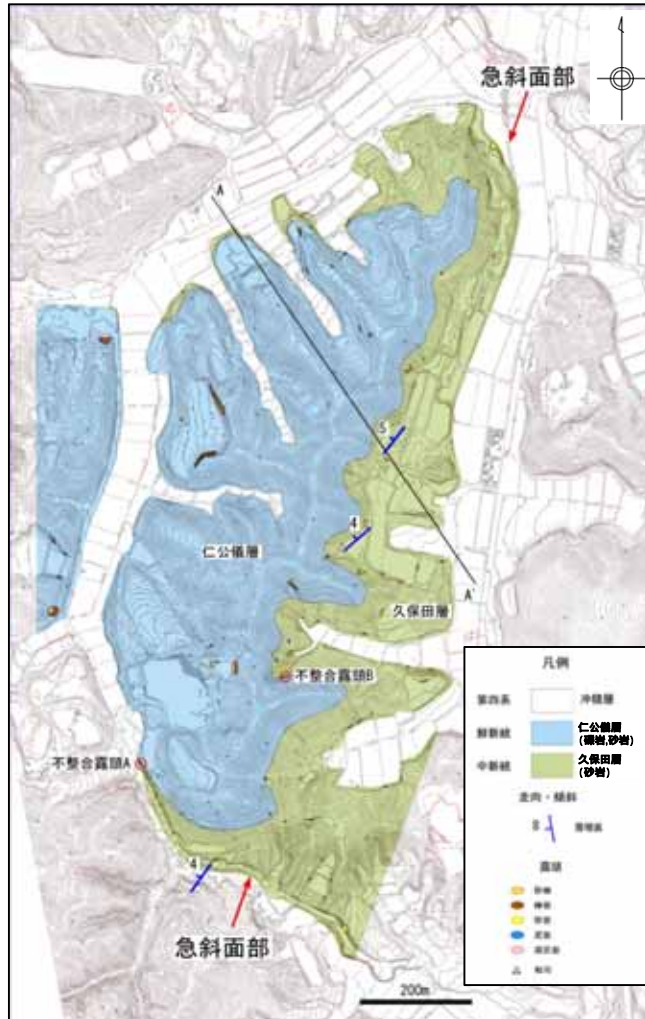 急斜面部
A
5
4
仁公儀層
久保田層
A'
不整合露頭B
不整合露頭A
4
急斜面部
200m
凡例
第四系
沖積層
鮮新統
仁公儀層
(礫岩,砂岩)
中新統
久保田層
(砂岩)
走向・傾斜
8
層理面
露頭